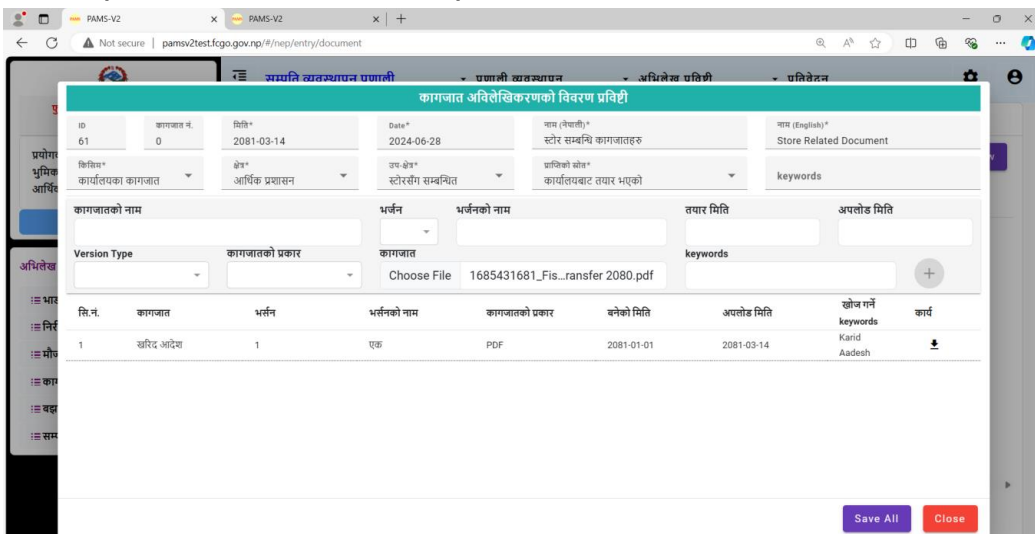 PAMS-V2 PAMS-V2
Not secure pamsv2test.fcgo.gov.np/#/nep/entry/document
सम्पति व्यवस्थापन प्रणाली प्रणाली व्यवस्थापन अभिलेख प्रविष्टी प्रतिवेदन
कागजात अविलेखिकरणको विवरण प्रविष्टी
ID कागजात नं. मिति* Date* नाम (नेपाली)* नाम (English)*
61 0 2081-03-14 2024-06-28 स्टोर सम्बन्धि कागजातहरु Store Related Document
किसिम* क्षेत्र* उप-क्षेत्र* प्राप्तिको स्रोत*
कार्यालयका कागजात आर्थिक प्रशासन स्टोरसँग सम्बन्धित कार्यालयबाट तयार भएको keywords
कागजातको नाम भर्जन भर्जनको नाम तयार मिति अपलोड मिति
Version Type कागजातको प्रकार कागजात keywords
Choose File 1685431681_Fis...ransfer 2080.pdf
सि.नं. कागजात भर्सन भर्सनको नाम कागजातको प्रकार बनेको मिति अपलोड मिति खोज गर्ने keywords कार्य
1 खरिद आदेश 1 एक PDF 2081-01-01 2081-03-14 Karid Aadesh
Save All Close
अभिलेख